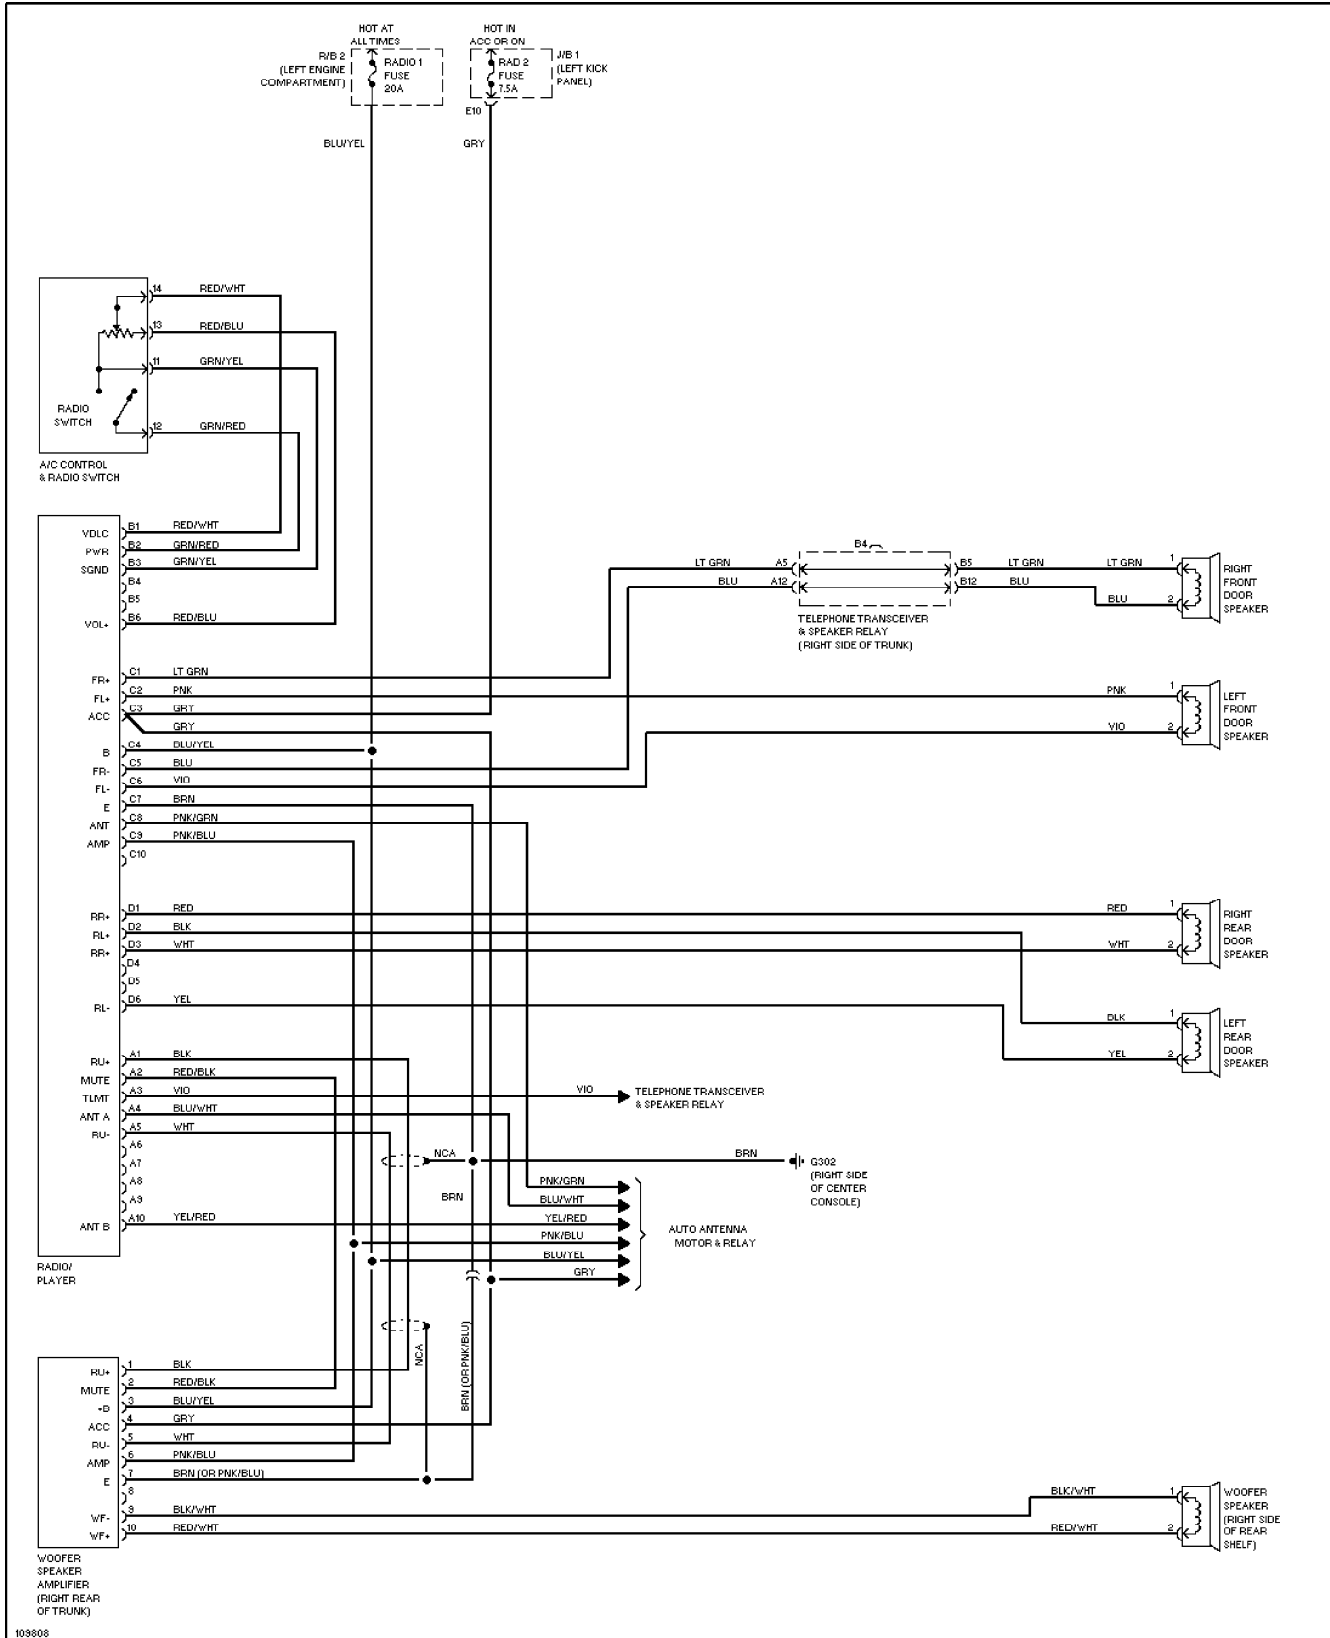 HOT AT
ALL TIMES
HOT IN
ACC OR ON
R/B 2
(LEFT ENGINE
COMPARTMENT)
RADIO 1
FUSE
20A
RAD 2
FUSE
7.5A
J/B 1
(LEFT KICK
PANEL)
E10
BLU/YEL
GRY
14 RED/WHT
13 RED/BLU
11 GRN/YEL
RADIO
SWITCH
12 GRN/RED
A/C CONTROL
& RADIO SWITCH
VOLC B1 RED/WHT
PWR B2 GRN/RED
SGND B3 GRN/YEL
B4
B5
VOL+ B6 RED/BLU
B4
LT GRN A5 B5 LT GRN LT GRN 1
BLU A12 B12 BLU BLU 2
RIGHT
FRONT
DOOR
SPEAKER
TELEPHONE TRANSCEIVER
& SPEAKER RELAY
(RIGHT SIDE OF TRUNK)
FR+ C1 LT GRN
FL+ C2 PNK PNK 1
ACC C3 GRY
GRY VIO 2
LEFT
FRONT
DOOR
SPEAKER
B C4 BLU/YEL
FR- C5 BLU
FL- C6 VIO
E C7 BRN
ANT C8 PNK/GRN
AMP C9 PNK/BLU
C10
RR+ D1 RED RED 1
RL+ D2 BLK
RR+ D3 WHT WHT 2
RIGHT
REAR
DOOR
SPEAKER
D4
D5
RL- D6 YEL
BLK 1
YEL 2
LEFT
REAR
DOOR
SPEAKER
RU+ A1 BLK
MUTE A2 RED/BLK
TLMT A3 VIO VIO
TELEPHONE TRANSCEIVER
& SPEAKER RELAY
ANT A A4 BLU/WHT
RU- A5 WHT
A6
A7
A8
A9
ANT B A10 YEL/RED
RADIO/
PLAYER
NCA BRN
G302
(RIGHT SIDE
OF CENTER
CONSOLE)
BRN
PNK/GRN
BLU/WHT
YEL/RED
PNK/BLU
BLU/YEL
GRY
AUTO ANTENNA
MOTOR & RELAY
NCA
BRN (OR PNK/BLU)
RU+ 1 BLK
MUTE 2 RED/BLK
+B 3 BLU/YEL
ACC 4 GRY
RU- 5 WHT
AMP 6 PNK/BLU
E 7 BRN (OR PNK/BLU)
8
WF- 9 BLK/WHT BLK/WHT 1
WF+ 10 RED/WHT RED/WHT 2
WOOFER
SPEAKER
(RIGHT SIDE
OF REAR
SHELF)
WOOFER
SPEAKER
AMPLIFIER
(RIGHT REAR
OF TRUNK)
109808